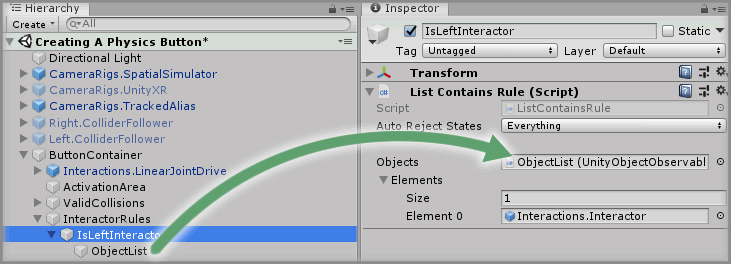 Hierarchy
Create
All
Creating A Physics Button*
Directional Light
CameraRigs.SpatialSimulator
CameraRigs.UnityXR
CameraRigs.TrackedAlias
Right.ColliderFollower
Left.ColliderFollower
ButtonContainer
Interactions.LinearJointDrive
ActivationArea
ValidCollisions
InteractorRules
IsLeftInteractor
ObjectList
Inspector
IsLeftInteractor
Static
Tag Untagged Layer Default
Transform
List Contains Rule (Script)
Script ListContainsRule
Auto Reject States Everything
Objects ObjectList (UnityObjectObservabl
Elements
Size 1
Element 0 Interactions.Interactor